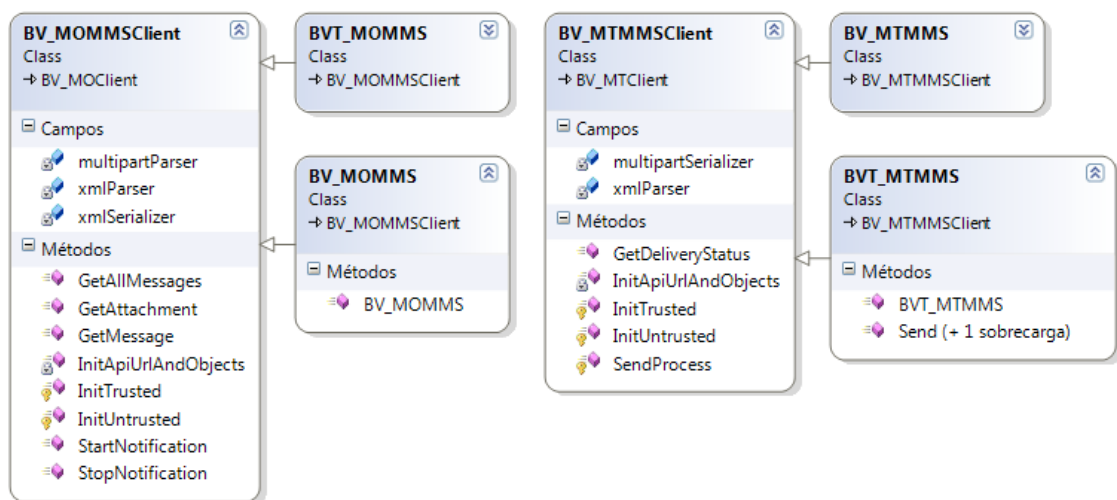 BV_MOMMSClient
Class
BV_MOClient
Campos
multipartParser
xmlParser
xmlSerializer
Métodos
GetAllMessages
GetAttachment
GetMessage
InitApiUrlAndObjects
InitTrusted
InitUntrusted
StartNotification
StopNotification
BVT_MOMMS
Class
BV_MOMMSClient
BV_MOMMS
Class
BV_MOMMSClient
Métodos
BV_MOMMS
BV_MTMMSClient
Class
BV_MTClient
Campos
multipartSerializer
xmlParser
Métodos
GetDeliveryStatus
InitApiUrlAndObjects
InitTrusted
InitUntrusted
SendProcess
BV_MTMMS
Class
BV_MTMMSClient
BVT_MTMMS
Class
BV_MTMMSClient
Métodos
BVT_MTMMS
Send (+ 1 sobrecarga)